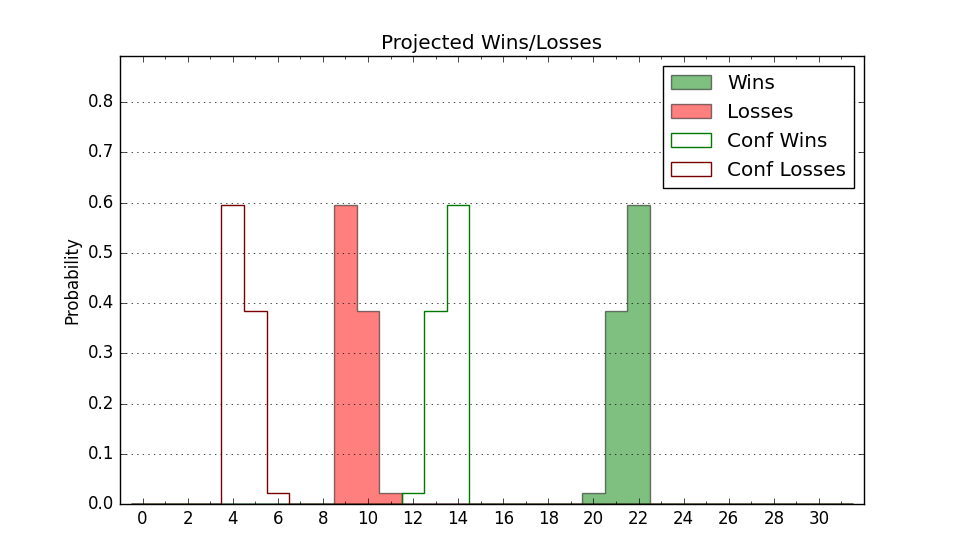 Projected Wins/Losses
Wins
Losses
Conf Wins
Conf Losses
Probability
0.8
0.7
0.6
0.5
0.4
0.3
0.2
0.1
0.0
0 2 4 6 8 10 12 14 16 18 20 22 24 26 28 30